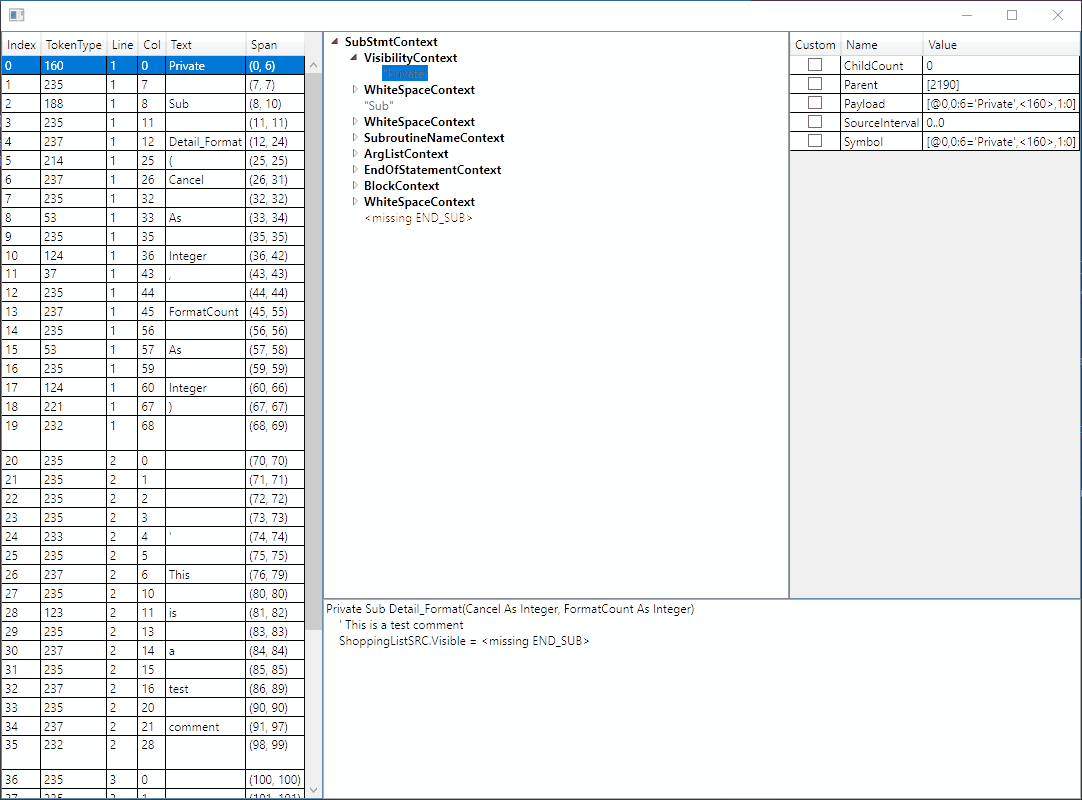 Index TokenType Line Col Text Span
0 160 1 0 Private (0, 6)
1 235 1 7 (7, 7)
2 188 1 8 Sub (8, 10)
3 235 1 11 (11, 11)
4 237 1 12 Detail_Format (12, 24)
5 214 1 25 ( (25, 25)
6 237 1 26 Cancel (26, 31)
7 235 1 32 (32, 32)
8 53 1 33 As (33, 34)
9 235 1 35 (35, 35)
10 124 1 36 Integer (36, 42)
11 37 1 43 , (43, 43)
12 235 1 44 (44, 44)
13 237 1 45 FormatCount (45, 55)
14 235 1 56 (56, 56)
15 53 1 57 As (57, 58)
16 235 1 59 (59, 59)
17 124 1 60 Integer (60, 66)
18 221 1 67 ) (67, 67)
19 232 1 68 (68, 69)
20 235 2 0 (70, 70)
21 235 2 1 (71, 71)
22 235 2 2 (72, 72)
23 235 2 3 (73, 73)
24 233 2 4 ' (74, 74)
25 235 2 5 (75, 75)
26 237 2 6 This (76, 79)
27 235 2 10 (80, 80)
28 123 2 11 is (81, 82)
29 235 2 13 (83, 83)
30 237 2 14 a (84, 84)
31 235 2 15 (85, 85)
32 237 2 16 test (86, 89)
33 235 2 20 (90, 90)
34 237 2 21 comment (91, 97)
35 232 2 28 (98, 99)
36 235 3 0 (100, 100)
37 235 3 1 (101, 101)
SubStmtContext
VisibilityContext
"Private"
WhiteSpaceContext
"Sub"
WhiteSpaceContext
SubroutineNameContext
ArgListContext
EndOfStatementContext
BlockContext
WhiteSpaceContext
<missing END_SUB>
Custom Name Value
ChildCount 0
Parent [2190]
Payload [@0,0:6='Private',<160>,1:0]
SourceInterval 0..0
Symbol [@0,0:6='Private',<160>,1:0]
Private Sub Detail_Format(Cancel As Integer, FormatCount As Integer)
' This is a test comment
ShoppingListSRC.Visible = <missing END_SUB>